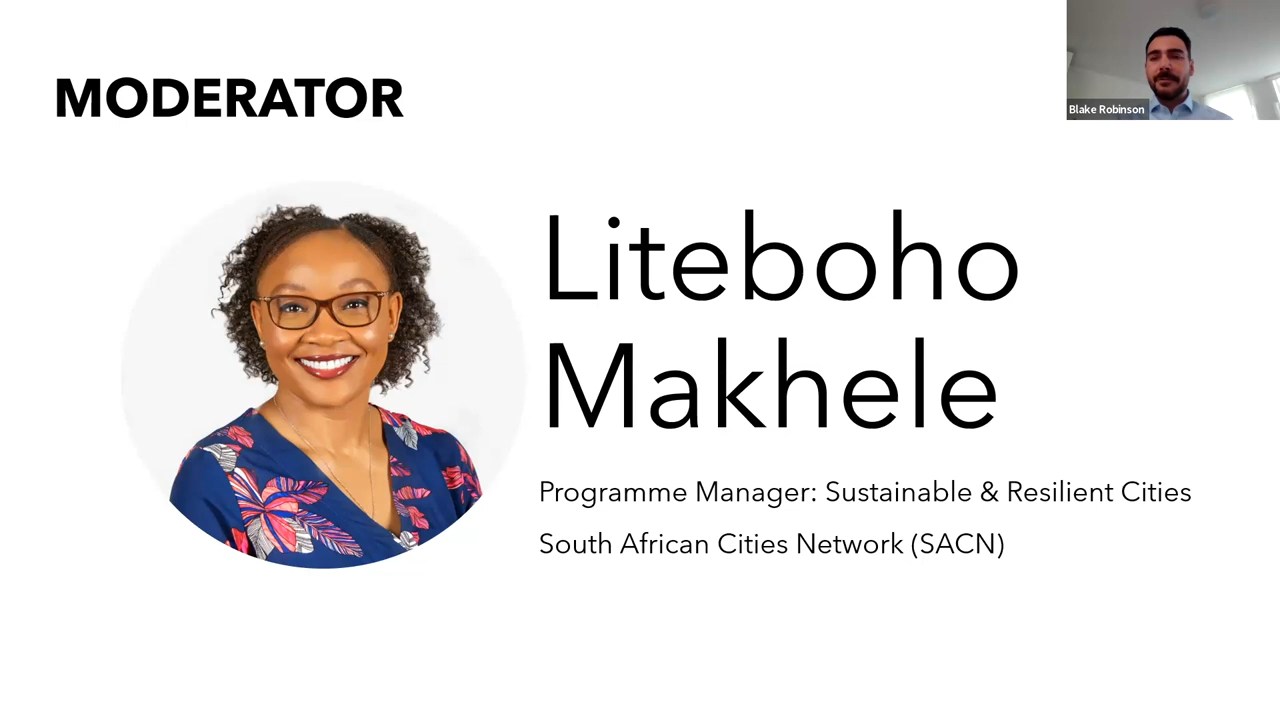 MODERATOR
Blake Robinson
Liteboho
Makhele
Programme Manager: Sustainable & Resilient Cities
South African Cities Network (SACN)